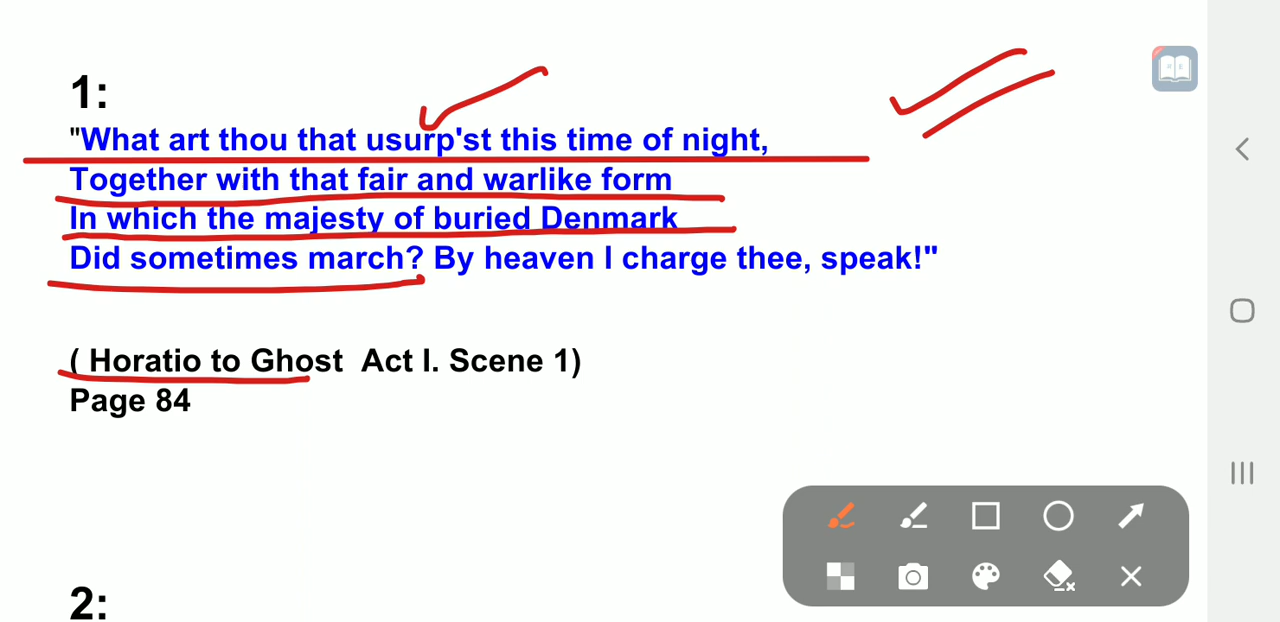 1:
"What art thou that usurp'st this time of night,
Together with that fair and warlike form
In which the majesty of buried Denmark
Did sometimes march? By heaven I charge thee, speak!"
( Horatio to Ghost Act I. Scene 1)
Page 84
2: